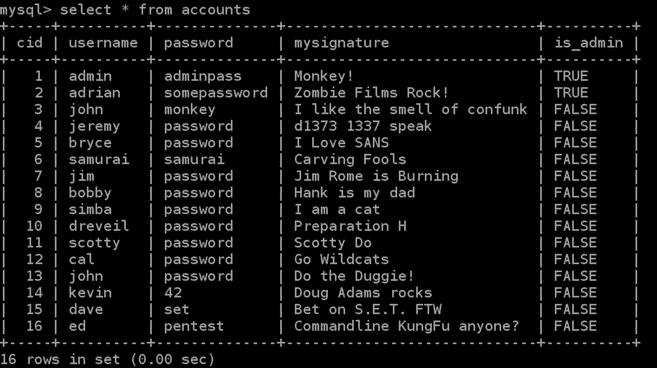 mysql> select * from accounts
+-----+----------+--------------+-----------------------------+----------+
| cid | username | password     | mysignature                 | is_admin |
+-----+----------+--------------+-----------------------------+----------+
|   1 | admin    | adminpass    | Monkey!                     | TRUE     |
|   2 | adrian   | somepassword | Zombie Films Rock!          | TRUE     |
|   3 | john     | monkey       | I like the smell of confunk | FALSE    |
|   4 | jeremy   | password     | d1373 1337 speak            | FALSE    |
|   5 | bryce    | password     | I Love SANS                 | FALSE    |
|   6 | samurai  | samurai      | Carving Fools               | FALSE    |
|   7 | jim      | password     | Jim Rome is Burning         | FALSE    |
|   8 | bobby    | password     | Hank is my dad              | FALSE    |
|   9 | simba    | password     | I am a cat                  | FALSE    |
|  10 | dreveil  | password     | Preparation H               | FALSE    |
|  11 | scotty   | password     | Scotty Do                   | FALSE    |
|  12 | cal      | password     | Go Wildcats                 | FALSE    |
|  13 | john     | password     | Do the Duggie!              | FALSE    |
|  14 | kevin    | 42           | Doug Adams rocks            | FALSE    |
|  15 | dave     | set          | Bet on S.E.T. FTW           | FALSE    |
|  16 | ed       | pentest      | Commandline KungFu anyone?  | FALSE    |
+-----+----------+--------------+-----------------------------+----------+
16 rows in set (0.00 sec)